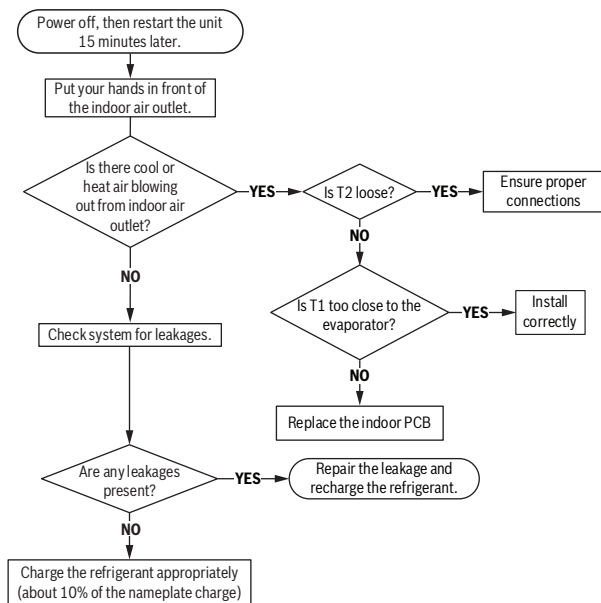 Power off, then restart the unit
15 minutes later.
Put your hands in front of
the indoor air outlet.
Is there cool or
heat air blowing
out from indoor air
outlet?
YES
Is T2 loose?
YES
Ensure proper
connections
NO
NO
Is T1 too close to the
evaporator?
YES
Install
correctly
Check system for leakages.
NO
Replace the indoor PCB
Are any leakages
present?
YES
Repair the leakage and
recharge the refrigerant.
NO
Charge the refrigerant appropriately
(about 10% of the nameplate charge)